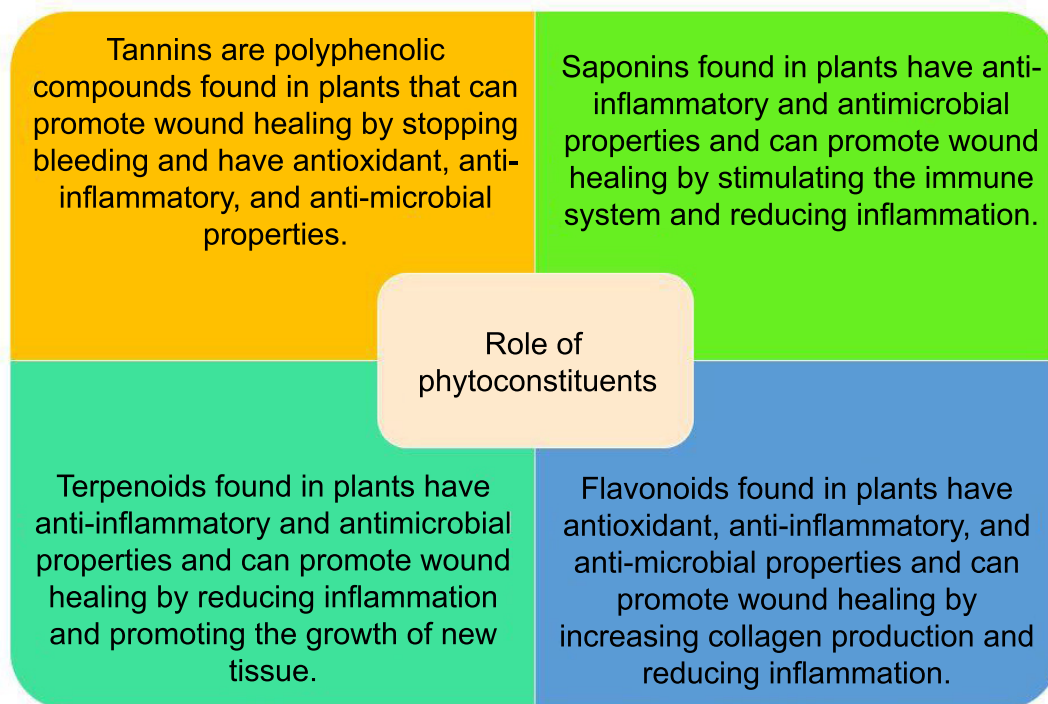 Tannins are polyphenolic
compounds found in plants that can
promote wound healing by stopping
bleeding and have antioxidant, anti-
inflammatory, and anti-microbial
properties.
Saponins found in plants have anti-
inflammatory and antimicrobial
properties and can promote wound
healing by stimulating the immune
system and reducing inflammation.
Role of
phytoconstituents
Terpenoids found in plants have
anti-inflammatory and antimicrobial
properties and can promote wound
healing by reducing inflammation
and promoting the growth of new
tissue.
Flavonoids found in plants have
antioxidant, anti-inflammatory, and
anti-microbial properties and can
promote wound healing by
increasing collagen production and
reducing inflammation.